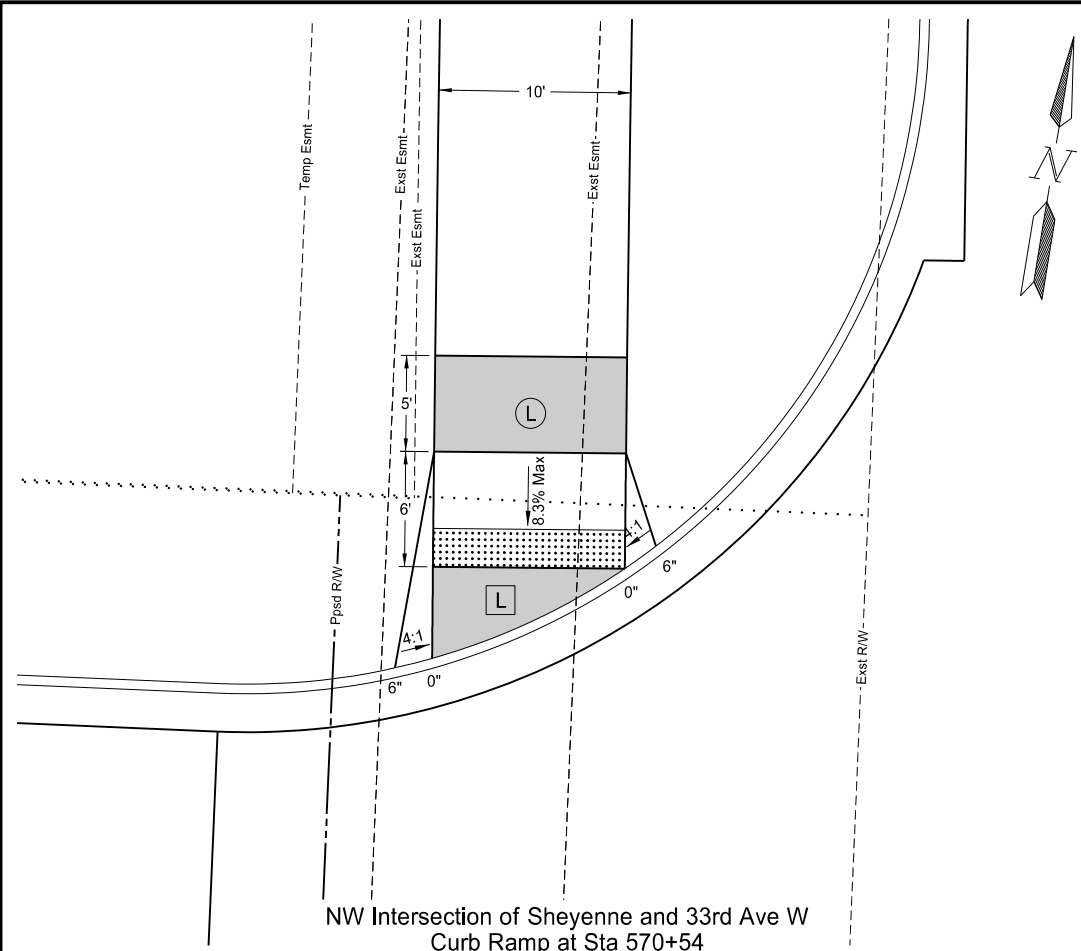 10'
Temp Esmt
Exst Esmt
Exst Esmt
Exst Esmt
N
5'
L
6'
8.3% Max
4:1
6"
0"
L
Ppsd R/W
4:1
6"
0"
Exst R/W
NW Intersection of Sheyenne and 33rd Ave W
Curb Ramp at Sta 570+54